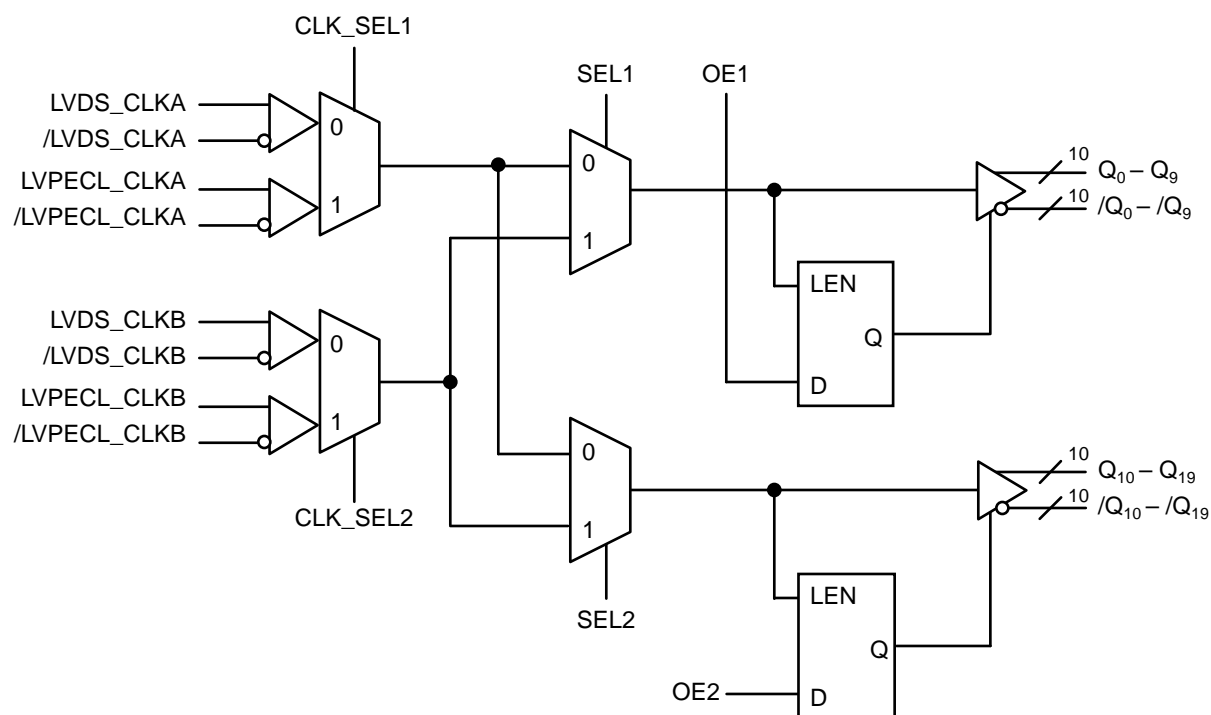 CLK_SEL1
SEL1
OE1
LVDS_CLKA
/LVDS_CLKA
LVPECL_CLKA
/LVPECL_CLKA
0
1
0
1
10
Q0 – Q9
10
/Q0 – /Q9
LEN
Q
D
LVDS_CLKB
/LVDS_CLKB
LVPECL_CLKB
/LVPECL_CLKB
0
1
CLK_SEL2
0
1
SEL2
10
Q10 – Q19
10
/Q10 – /Q19
LEN
Q
D
OE2